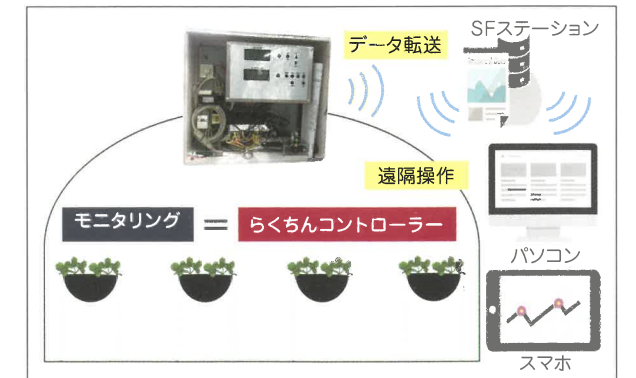 SFステーション
データ転送
遠隔操作
モニタリング = らくちんコントローラー
パソコン
スマホ